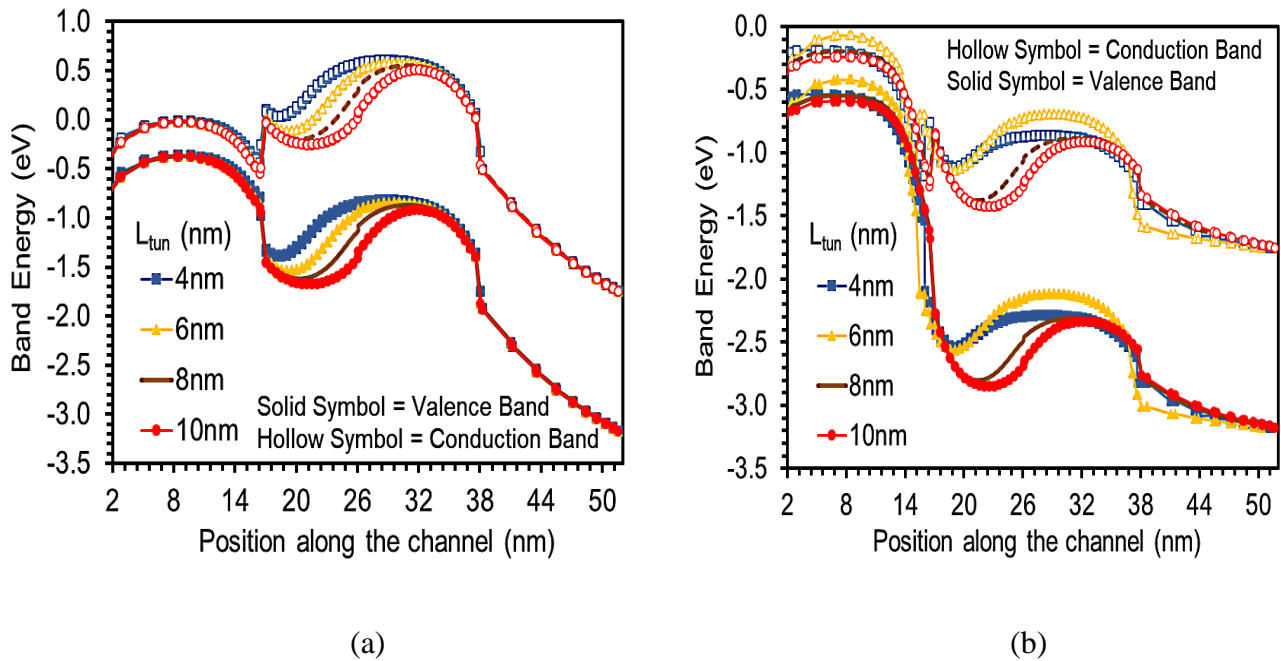 1.0
0.5
0.0
-0.5
-1.0
-1.5
-2.0
-2.5
-3.0
-3.5
Band Energy (eV)
Ltun (nm)
4nm
6nm
8nm
10nm
Solid Symbol = Valence Band
Hollow Symbol = Conduction Band
2 8 14 20 26 32 38 44 50
Position along the channel (nm)
(a)
0.0
-0.5
-1.0
-1.5
-2.0
-2.5
-3.0
-3.5
Band Energy (eV)
Hollow Symbol = Conduction Band
Solid Symbol = Valence Band
Ltun (nm)
4nm
6nm
8nm
10nm
2 8 14 20 26 32 38 44 50
Position along the channel (nm)
(b)